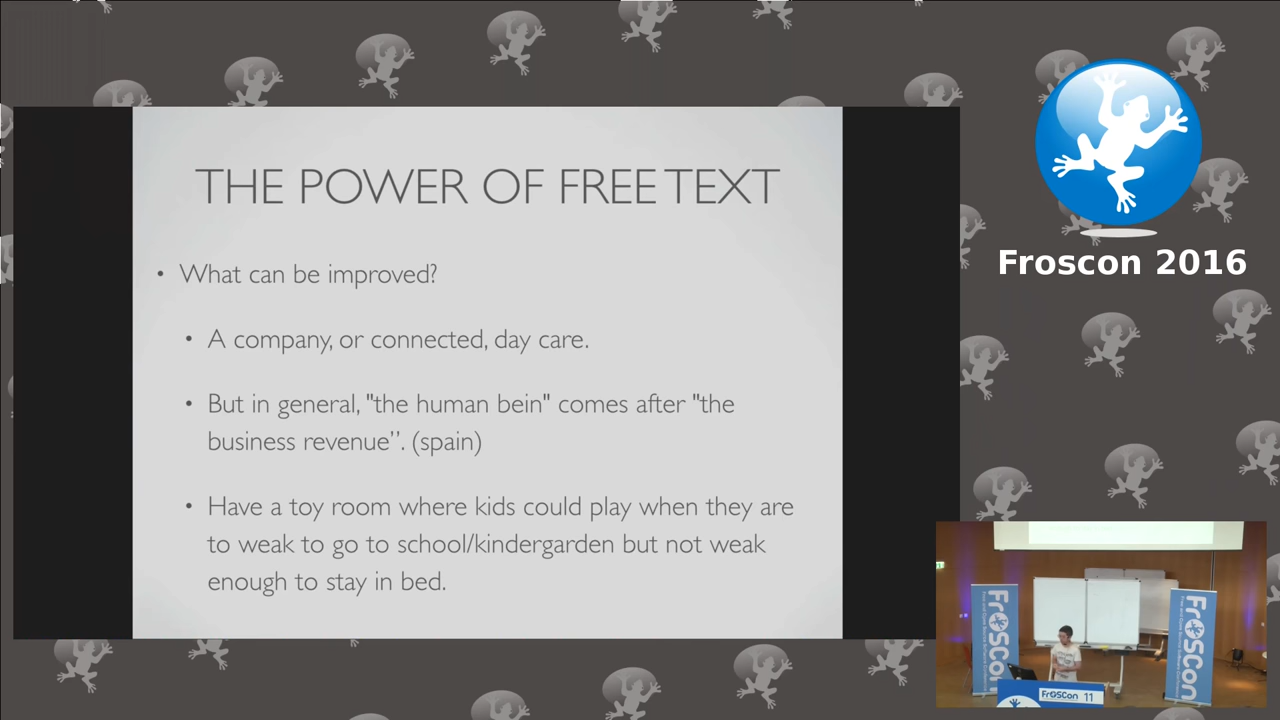 THE POWER OF FREE TEXT
• What can be improved?
• A company, or connected, day care.
• But in general, "the human bein" comes after "the
business revenue”. (spain)
• Have a toy room where kids could play when they are
to weak to go to school/kindergarden but not weak
enough to stay in bed.
Froscon 2016
FrOSCon
FrOSCon
FrOSCon 11